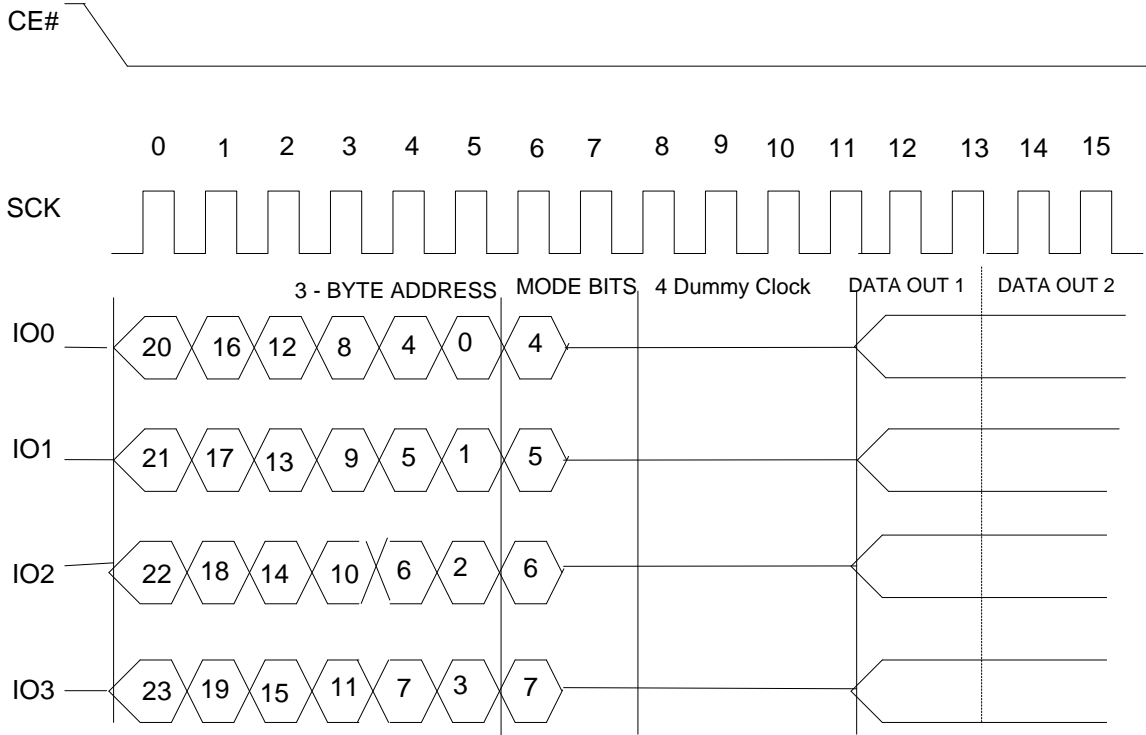 CE#
0 1 2 3 4 5 6 7 8 9 10 11 12 13 14 15
SCK
3 - BYTE ADDRESS MODE BITS 4 Dummy Clock DATA OUT 1 DATA OUT 2
IO0 20 16 12 8 4 0 4
IO1 21 17 13 9 5 1 5
IO2 22 18 14 10 6 2 6
IO3 23 19 15 11 7 3 7